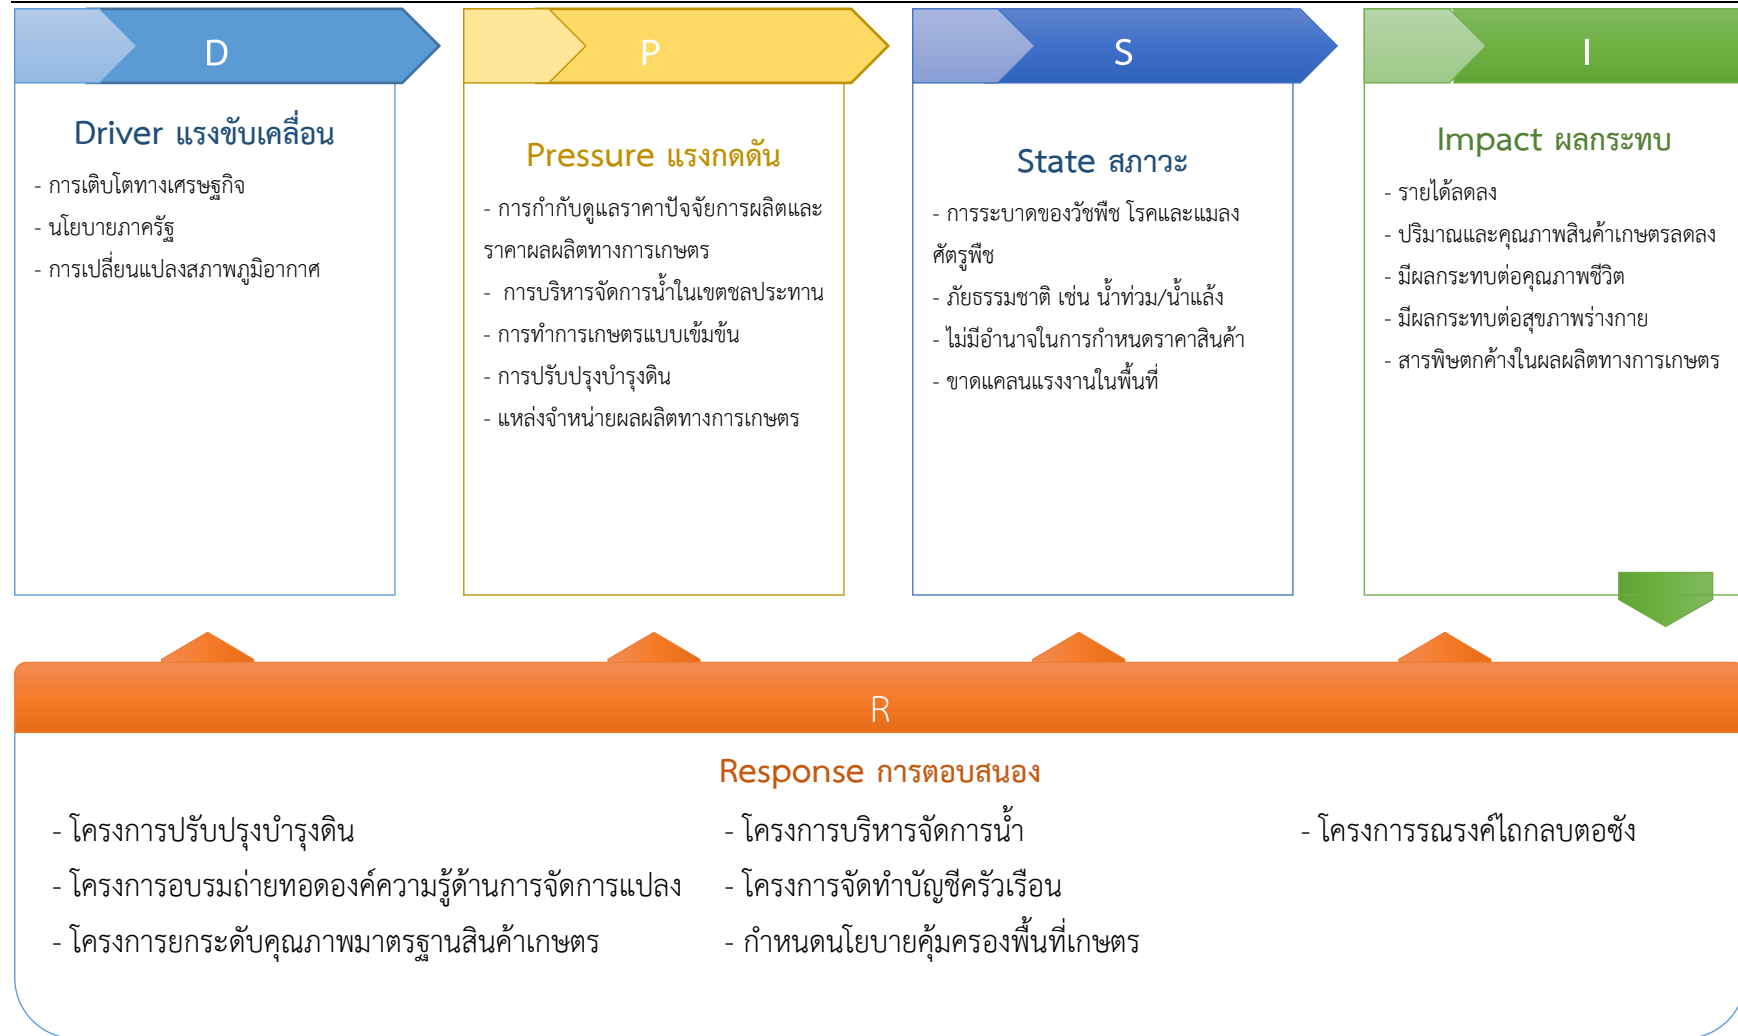 D
Driver แรงขับเคลื่อน
- การเติบโตทางเศรษฐกิจ
- นโยบายภาครัฐ
- การเปลี่ยนแปลงสภาพภูมิอากาศ
P
Pressure แรงกดดัน
- การกำกับดูแลราคาปัจจัยการผลิตและ
ราคาผลผลิตทางการเกษตร
- การบริหารจัดการน้ำในเขตชลประทาน
- การทำการเกษตรแบบเข้มข้น
- การปรับปรุงบำรุงดิน
- แหล่งจำหน่ายผลผลิตทางการเกษตร
S
State สภาวะ
- การระบาดของวัชพืช โรคและแมลง
ศัตรูพืช
- ภัยธรรมชาติ เช่น น้ำท่วม/น้ำแล้ง
- ไม่มีอำนาจในการกำหนดราคาสินค้า
- ขาดแคลนแรงงานในพื้นที่
I
Impact ผลกระทบ
- รายได้ลดลง
- ปริมาณและคุณภาพสินค้าเกษตรลดลง
- มีผลกระทบต่อคุณภาพชีวิต
- มีผลกระทบต่อสุขภาพร่างกาย
- สารพิษตกค้างในผลผลิตทางการเกษตร
R
Response การตอบสนอง
- โครงการปรับปรุงบำรุงดิน
- โครงการอบรมถ่ายทอดองค์ความรู้ด้านการจัดการแปลง
- โครงการยกระดับคุณภาพมาตรฐานสินค้าเกษตร
- โครงการบริหารจัดการน้ำ
- โครงการจัดทำบัญชีครัวเรือน
- กำหนดนโยบายคุ้มครองพื้นที่เกษตร
- โครงการรณรงค์ไถกลบตอซัง